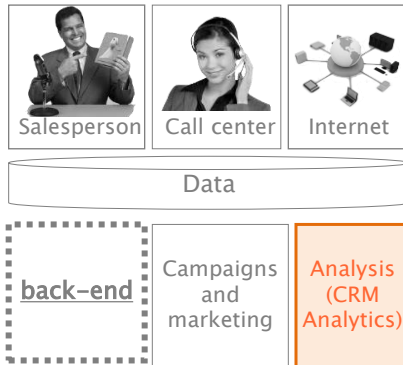 Salesperson
Call center
Internet
Data
back-end
Campaigns
and
marketing
Analysis
(CRM
Analytics)